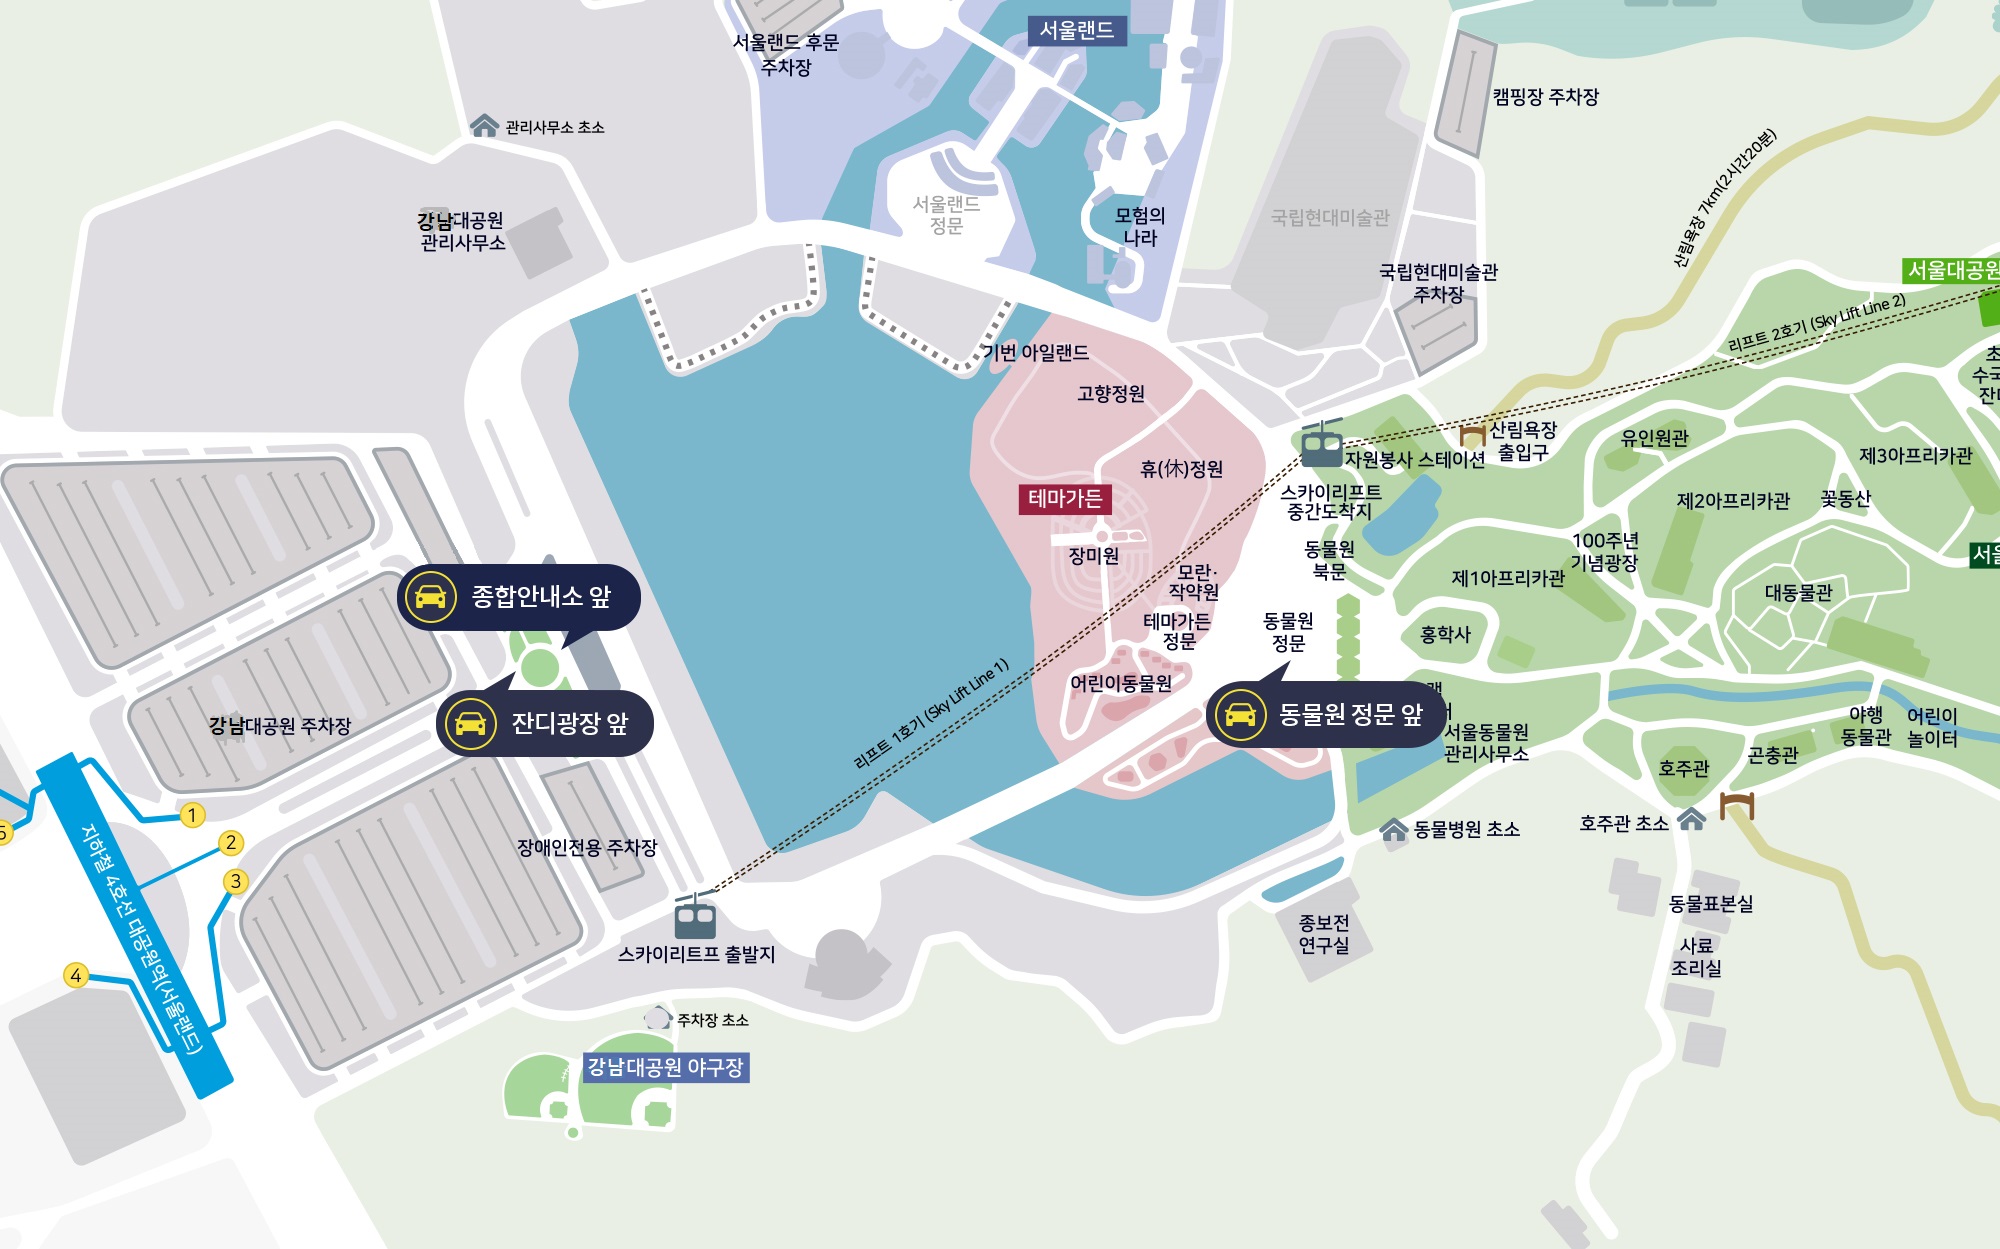 서울랜드 후문
주차장
서울랜드
캠핑장 주차장
관리사무소 초소
강남대공원
관리사무소
서울랜드
정문
모험의
나라
국립현대미술관
산림욕장 7km(2시간20분)
국립현대미술관
주차장
서울대공원
리프트 2호기 (Sky Lift Line 2)
기번 아일랜드
고향정원
휴(休)정원
테마가든
장미원
모란·
작약원
테마가든
정문
어린이동물원
자원봉사 스테이션
산림욕장
출입구
스카이리프트
중간도착지
동물원
북문
동물원
정문
유인원관
제3아프리카관
제2아프리카관
꽃동산
100주년
기념광장
제1아프리카관
대동물관
홍학사
종합안내소 앞
잔디광장 앞
동물원 정문 앞
리프트 1호기 (Sky Lift Line 1)
서울동물원
관리사무소
야행
동물관
어린이
놀이터
곤충관
호주관
강남대공원 주차장
1
2
3
4
5
지하철 4호선 대공원역(서울랜드)
장애인전용 주차장
스카이리트프 출발지
동물병원 초소
호주관 초소
종보전
연구실
동물표본실
사료
조리실
주차장 초소
강남대공원 야구장